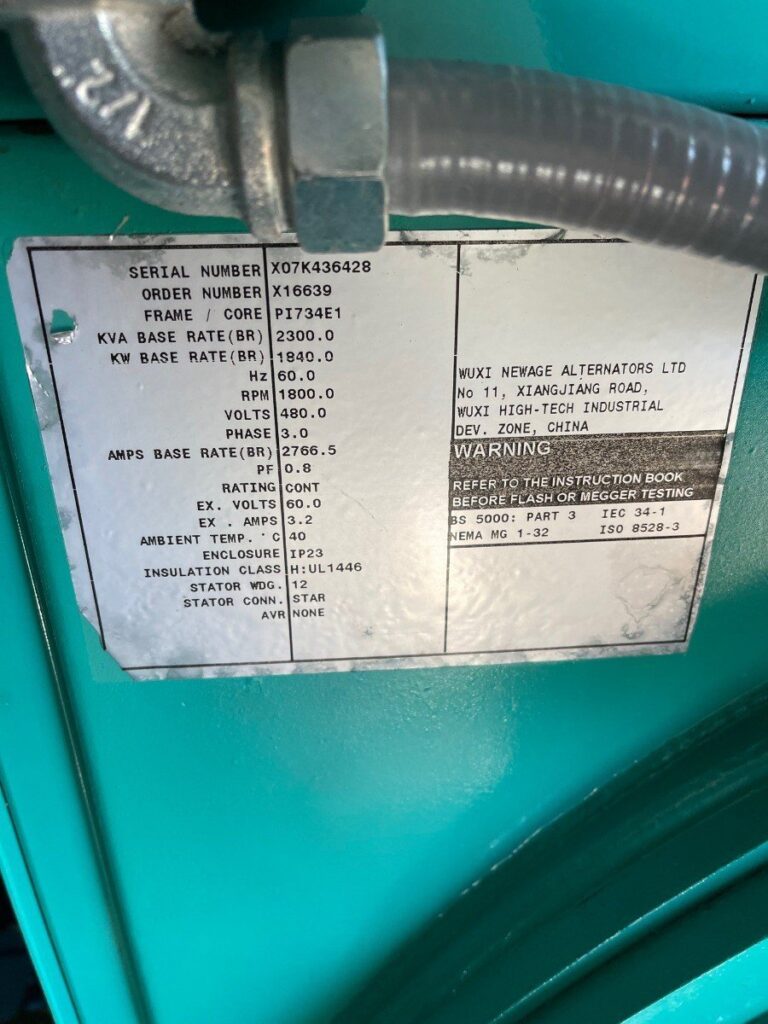 1/2"
SERIAL NUMBER X07K436428
ORDER NUMBER X16639
FRAME / CORE PI734E1
KVA BASE RATE(BR) 2300.0
KW BASE RATE(BR) 1840.0
Hz 60.0
RPM 1800.0
VOLTS 480.0
PHASE 3.0
AMPS BASE RATE(BR) 2766.5
PF 0.8
RATING CONT
EX. VOLTS 60.0
EX . AMPS 3.2
AMBIENT TEMP. °C 40
ENCLOSURE IP23
INSULATION CLASS H:UL1446
STATOR WDG. 12
STATOR CONN. STAR
AVR NONE
WUXI NEWAGE ALTERNATORS LTD
No 11, XIANGJIANG ROAD,
WUXI HIGH-TECH INDUSTRIAL
DEV. ZONE, CHINA
WARNING
REFER TO THE INSTRUCTION BOOK
BEFORE FLASH OR MEGGER TESTING
BS 5000: PART 3 IEC 34-1
NEMA MG 1-32 ISO 8528-3